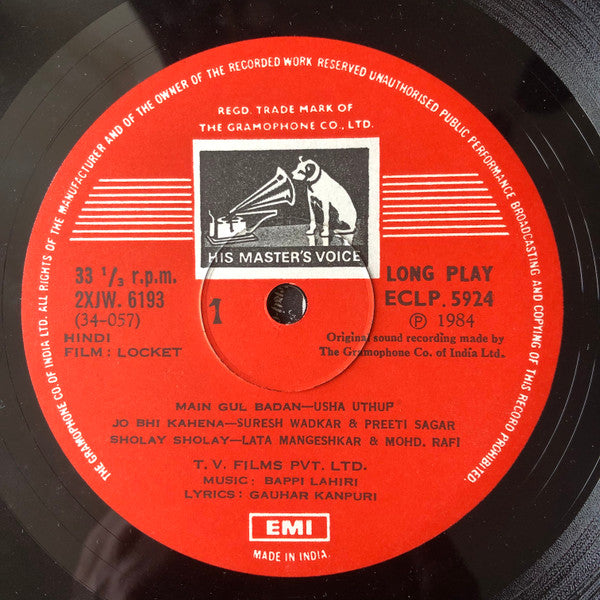 THE GRAMOPHONE CO. OF INDIA LTD. ALL RIGHTS OF THE MANUFACTURER AND OF THE OWNER OF THE RECORDED WORK RESERVED UNAUTHORISED PUBLIC PERFORMANCE BROADCASTING AND COPYING OF THIS RECORD PROHIBITED.
REGD. TRADE MARK OF
THE GRAMOPHONE CO., LTD.
HIS MASTER'S VOICE
33 1/3 r.p.m.
2XJW. 6193
(34-057)
HINDI
FILM : LOCKET
1
LONG PLAY
ECLP. 5924
Ⓟ 1984
Original sound recording made by
The Gramophone Co. of India Ltd.
MAIN GUL BADAN—USHA UTHUP
JO BHI KAHENA—SURESH WADKAR & PREETI SAGAR
SHOLAY SHOLAY—LATA MANGESHKAR & MOHD. RAFI
T. V. FILMS PVT. LTD.
MUSIC : BAPPI LAHIRI
LYRICS : GAUHAR KANPURI
EMI
MADE IN INDIA.